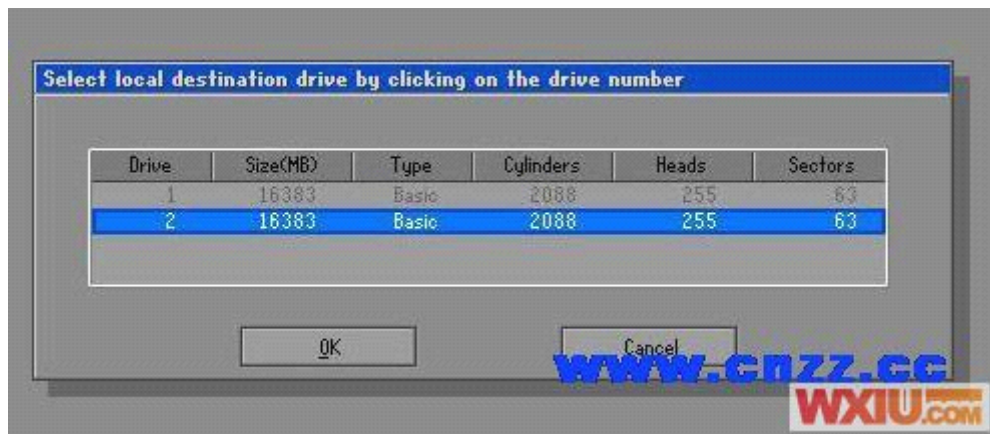 Select local destination drive by clicking on the drive number
Drive Size(MB) Type Cylinders Heads Sectors
1 16383 Basic 2088 255 63
2 16383 Basic 2088 255 63
OK Cancel
www.cnzz.cc
WXIU.COM